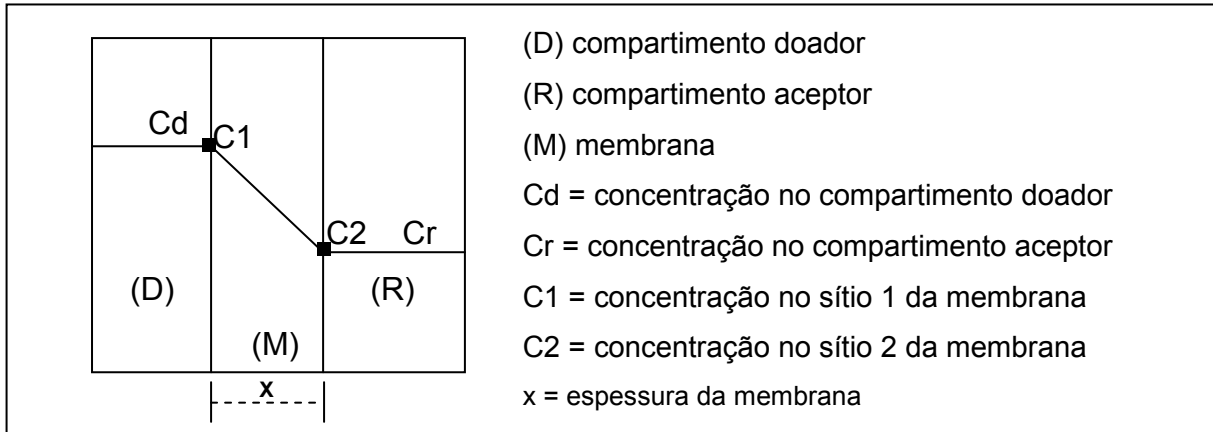 Cd
C1
C2
Cr
(D)
(R)
(M)
x
(D) compartimento doador
(R) compartimento aceptor
(M) membrana
Cd = concentração no compartimento doador
Cr = concentração no compartimento aceptor
C1 = concentração no sítio 1 da membrana
C2 = concentração no sítio 2 da membrana
x = espessura da membrana